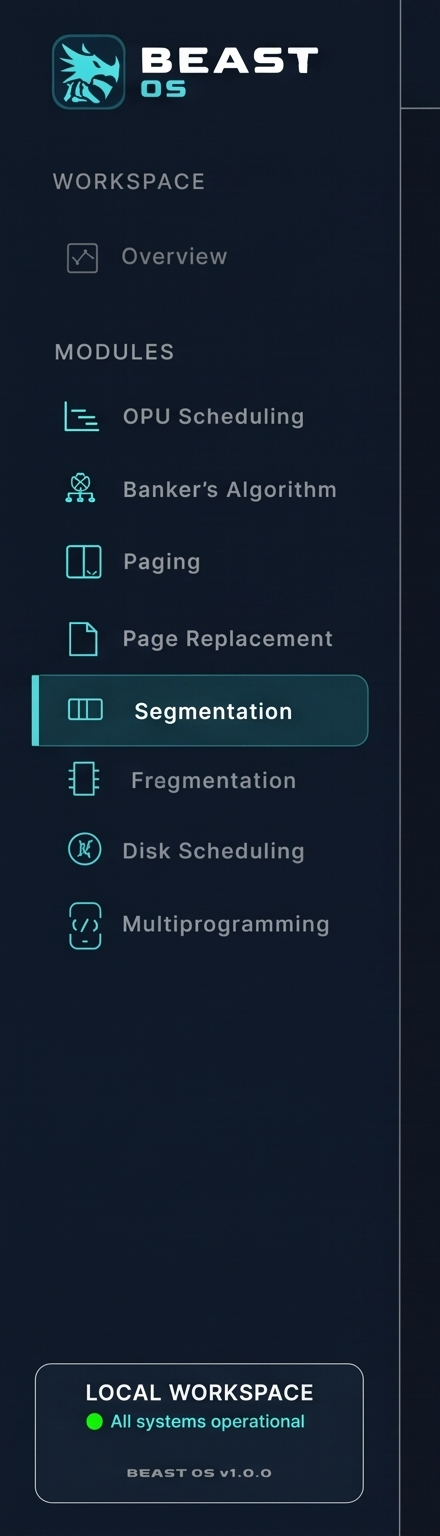 BEAST
OS
WORKSPACE
Overview
MODULES
OPU Scheduling
Banker's Algorithm
Paging
Page Replacement
Segmentation
Fregmentation
Disk Scheduling
Multiprogramming
LOCAL WORKSPACE
All systems operational
BEAST OS v1.0.0